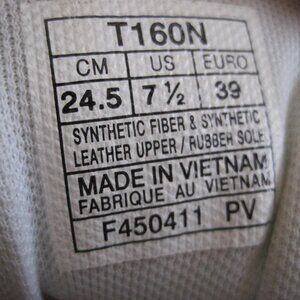 T160N
CM US EURO
24.5 7 ½ 39
SYNTHETIC FIBER & SYNTHETIC
LEATHER UPPER / RUBBER SOLE
MADE IN VIETNAM
FABRIQUE AU VIETNAM
F450411 PV